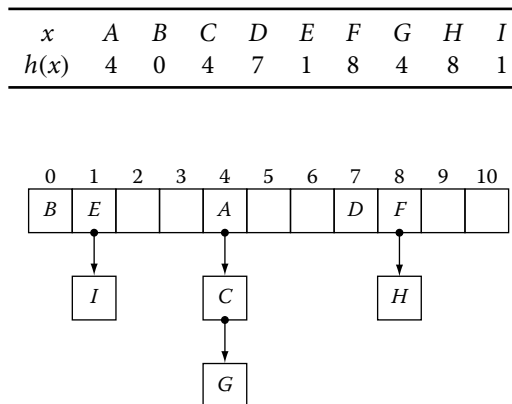 x A B C D E F G H I
h(x) 4 0 4 7 1 8 4 8 1
0 1 2 3 4 5 6 7 8 9 10
B E A D F
I C H
G